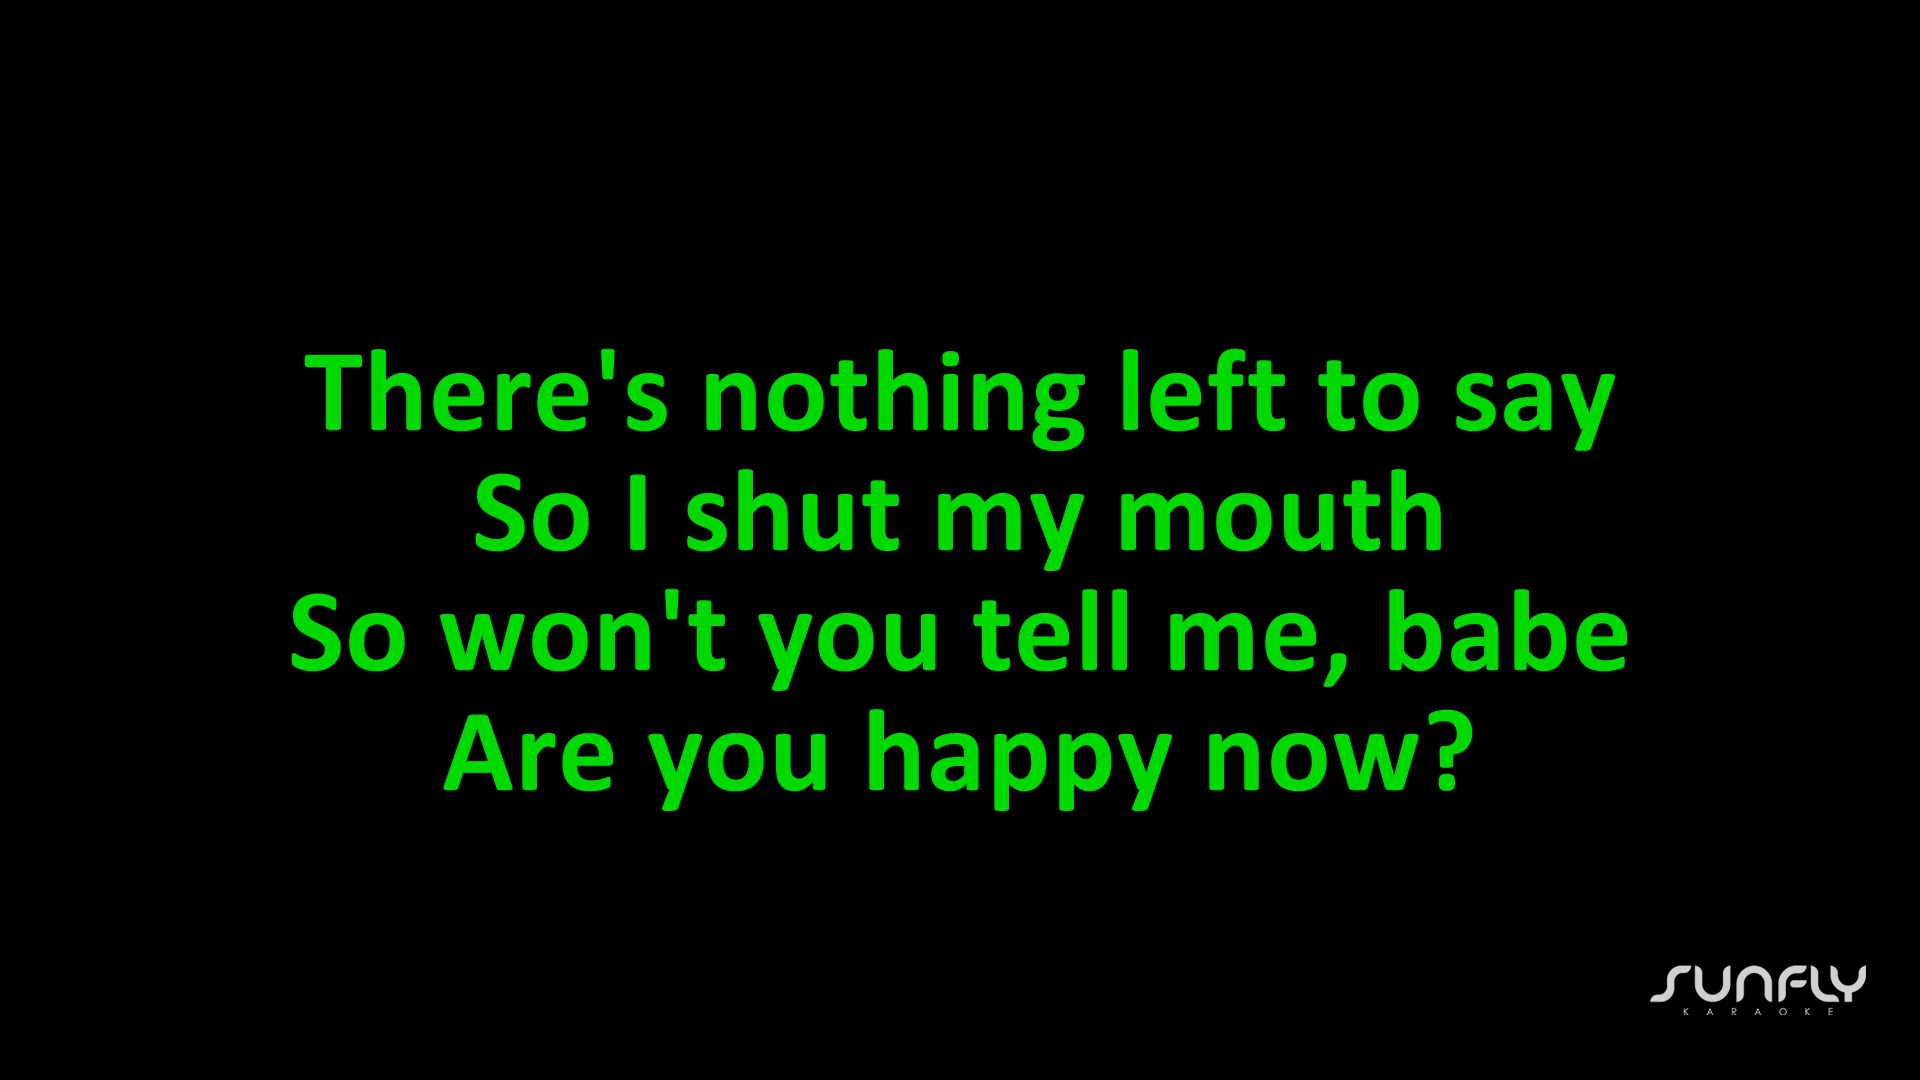 There's nothing left to say
So I shut my mouth
So won't you tell me, babe
Are you happy now?
SUNFLY
KARAOKE